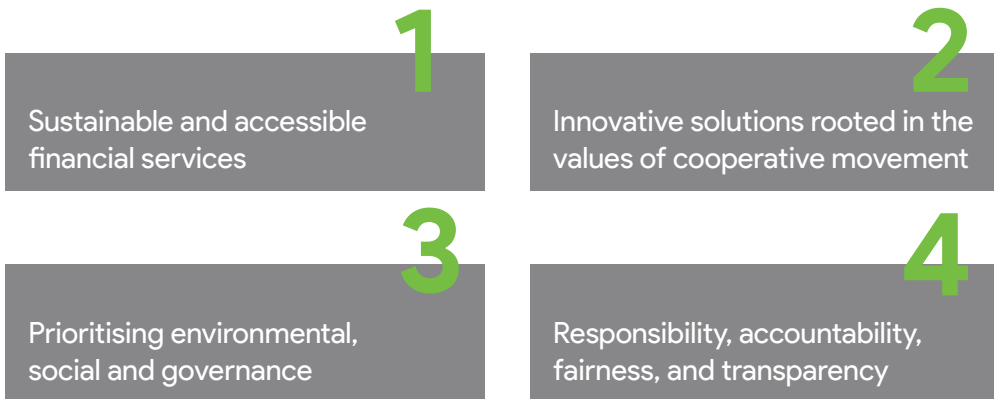 1
Sustainable and accessible
financial services
2
Innovative solutions rooted in the
values of cooperative movement
3
Prioritising environmental,
social and governance
4
Responsibility, accountability,
fairness, and transparency